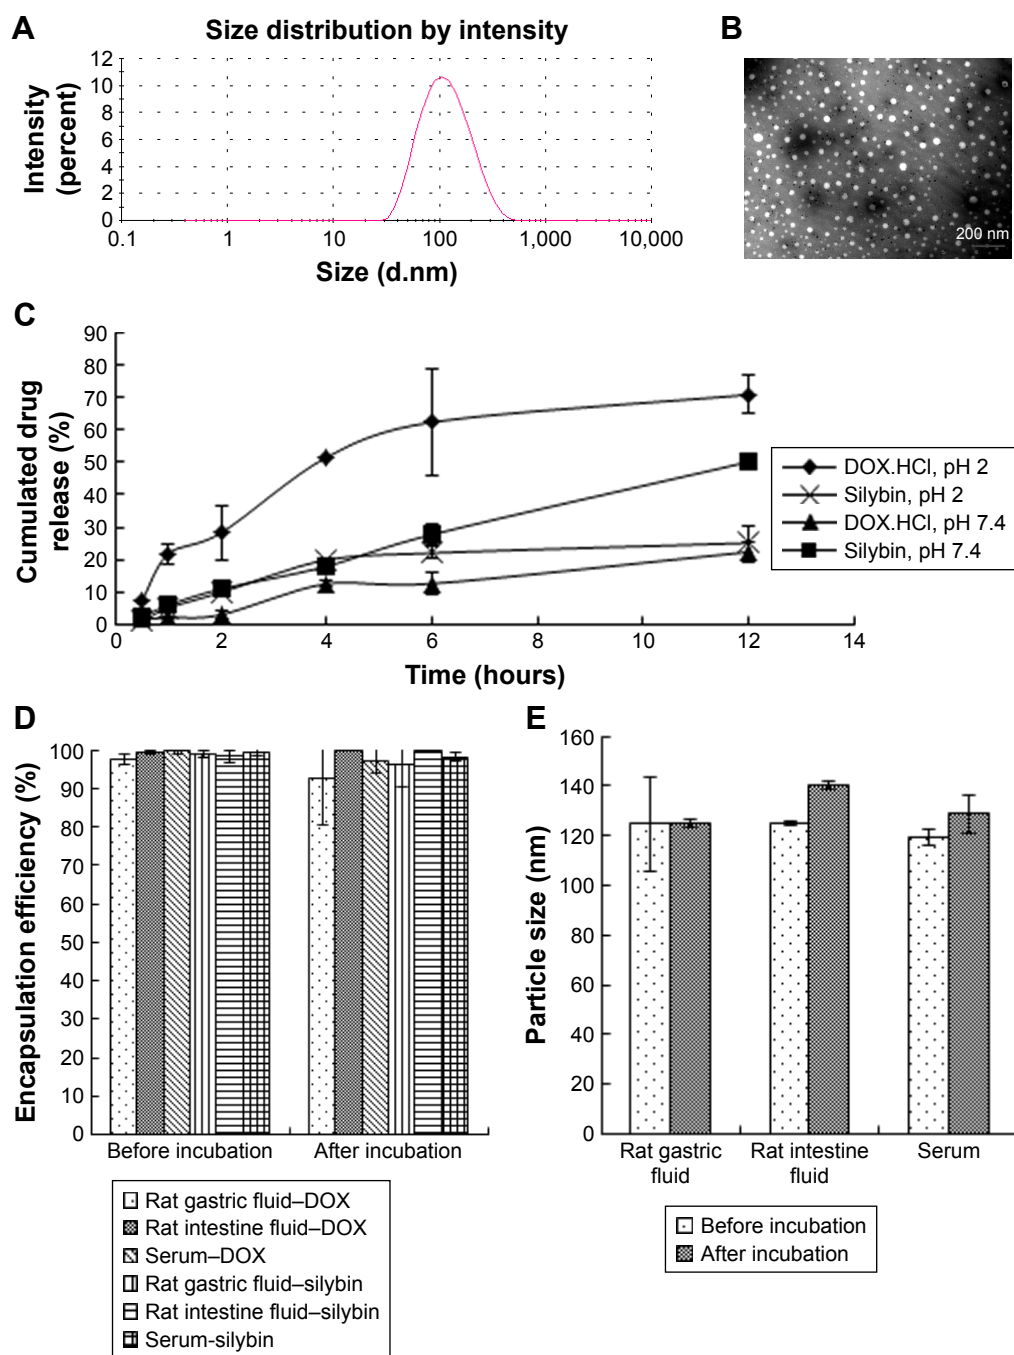 A
Size distribution by intensity
Intensity
(percent)
12
10
8
6
4
2
0
0.1
1
10
100
1,000
10,000
Size (d.nm)
B
200 nm
C
Cumulated drug
release (%)
90
80
70
60
50
40
30
20
10
0
0
2
4
6
8
10
12
14
Time (hours)
DOX.HCl, pH 2
Silybin, pH 2
DOX.HCl, pH 7.4
Silybin, pH 7.4
D
Encapsulation efficiency (%)
100
90
80
70
60
50
40
30
20
10
0
Before incubation
After incubation
Rat gastric fluid–DOX
Rat intestine fluid–DOX
Serum–DOX
Rat gastric fluid–silybin
Rat intestine fluid–silybin
Serum-silybin
E
Particle size (nm)
160
140
120
100
80
60
40
20
0
Rat gastric
fluid
Rat intestine
fluid
Serum
Before incubation
After incubation